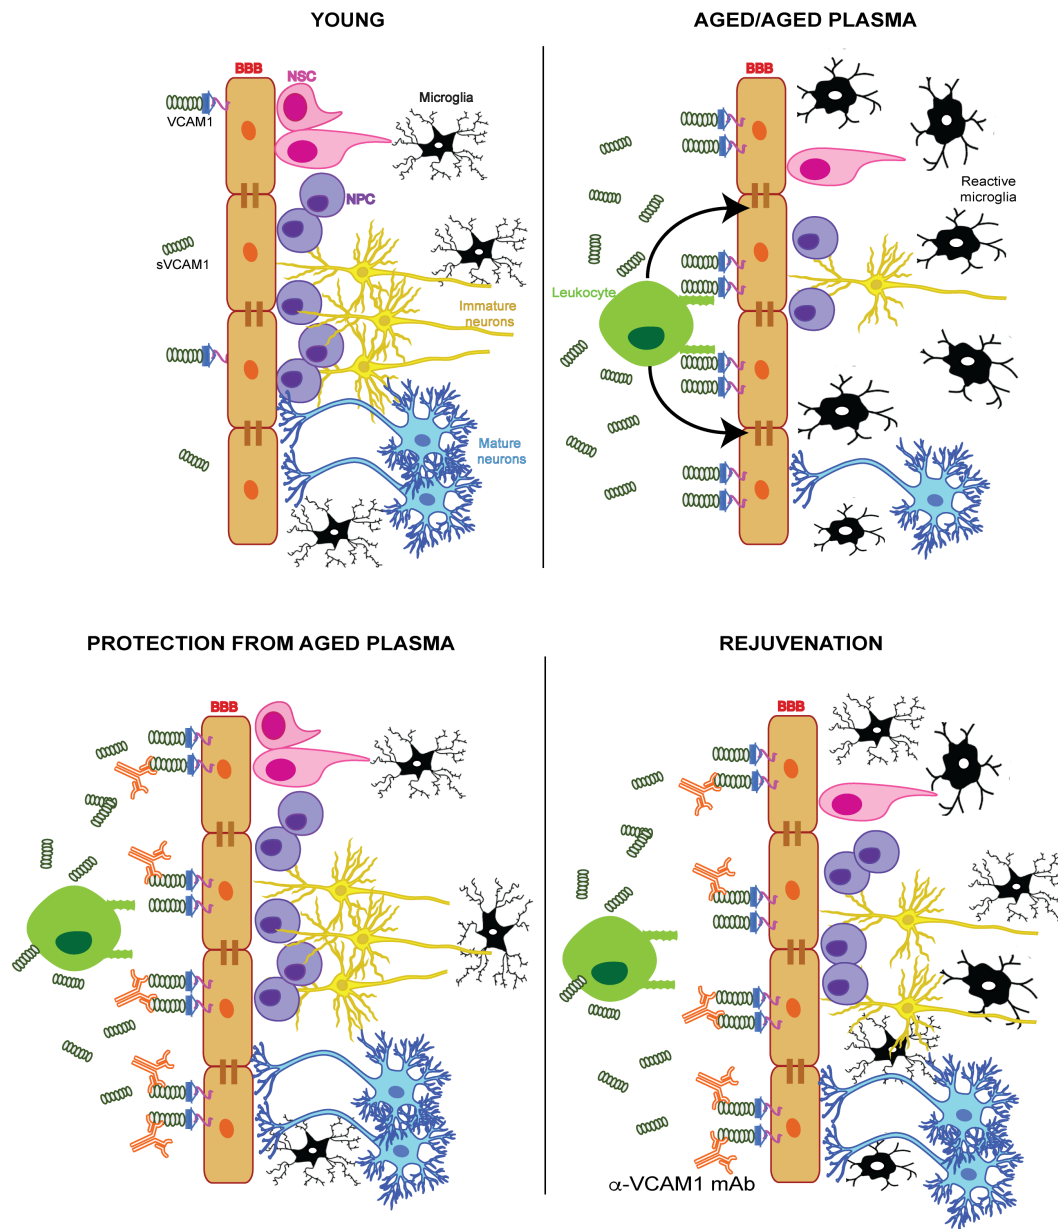 YOUNG
BBB
NSC
VCAM1
Microglia
NPC
sVCAM1
Immature
neurons
Mature
neurons
AGED/AGED PLASMA
BBB
Reactive
microglia
Leukocyte
PROTECTION FROM AGED PLASMA
BBB
REJUVENATION
BBB
α-VCAM1 mAb